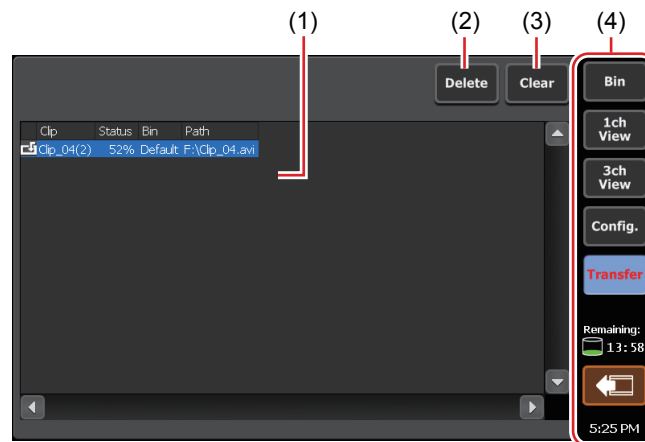 (1) (2) (3) (4)
Delete Clear Bin
1ch
View
Clip Status Bin Path
Clip_04(2) 52% Default F:\Clip_04.avi
3ch
View
Config.
Transfer
Remaining:
13:58
5:25 PM